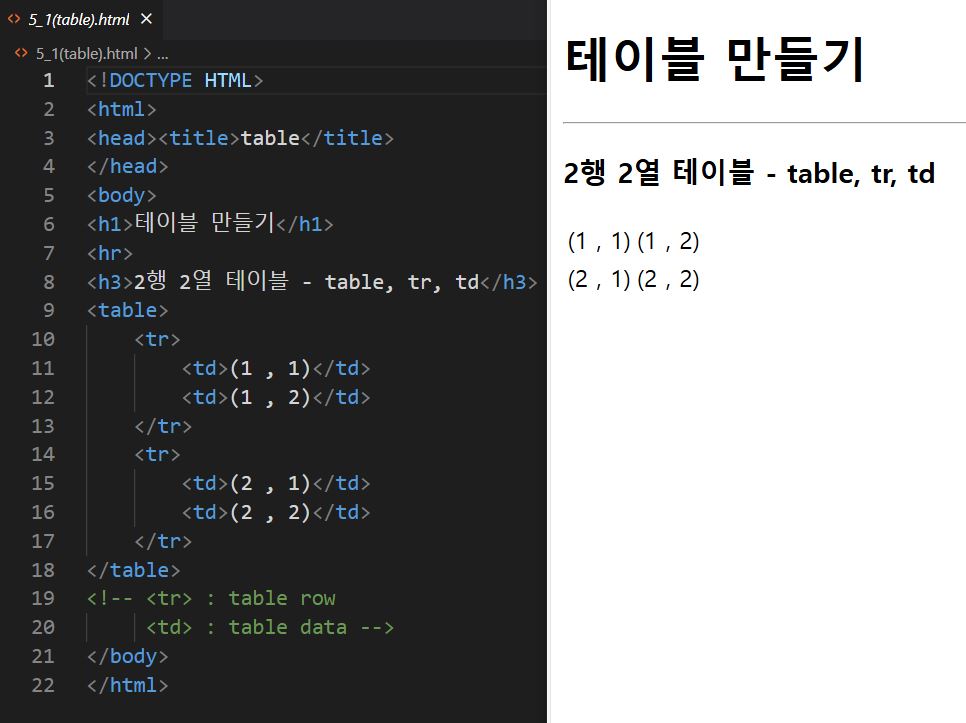 5_1(table).html
5_1(table).html > ...
1 <!DOCTYPE HTML>
2 <html>
3 <head><title>table</title>
4 </head>
5 <body>
6 <h1>테이블 만들기</h1>
7 <hr>
8 <h3>2행 2열 테이블 - table, tr, td</h3>
9 <table>
10     <tr>
11         <td>(1 , 1)</td>
12         <td>(1 , 2)</td>
13     </tr>
14     <tr>
15         <td>(2 , 1)</td>
16         <td>(2 , 2)</td>
17     </tr>
18 </table>
19 <!-- <tr> : table row
20      <td> : table data -->
21 </body>
22 </html>
테이블 만들기
2행 2열 테이블 - table, tr, td
(1 , 1) (1 , 2)
(2 , 1) (2 , 2)